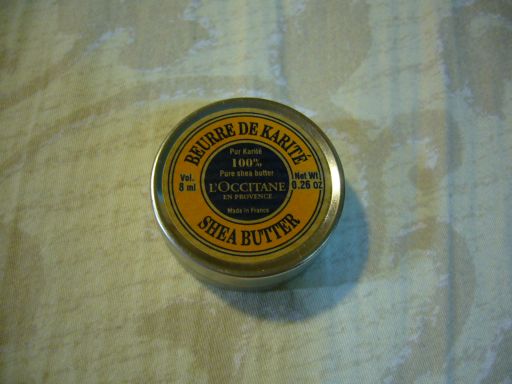 BEURRE DE KARITÉ
Pur Karité
100%
Pure shea butter
Vol.
8 ml
Net Wt
0.26 oz
L'OCCITANE
EN PROVENCE
Made in France
SHEA BUTTER